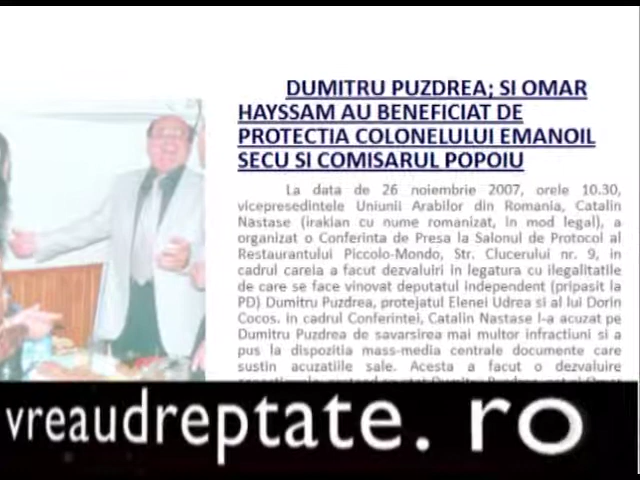 DUMITRU PUZDREA; SI OMAR
HAYSSAM AU BENEFICIAT DE
PROTECTIA COLONELULUI EMANOIL
SECU SI COMISARUL POPOIU
La data de 26 noiembrie 2007, orele 10.30,
vicepresedintele Uniunii Arabilor din Romania, Catalin
Nastase (irakian cu nume romanizat, in mod legal), a
organizat o Conferinta de Presa la Salonul de Protocol al
Restaurantului Piccolo-Mondo, Str. Clucerului nr. 9, in
cadrul careia a facut dezvaluiri in legatura cu ilegalitatile
de care se face vinovat deputatul independent (pripasit la
PD) Dumitru Puzdrea, protejatul Elenei Udrea si al lui Dorin
Cocos. In cadrul Conferintei, Catalin Nastase l-a acuzat pe
Dumitru Puzdrea de savarsirea mai multor infractiuni si a
pus la dispozitia mass-media centrale documente care
sustin acuzatiile sale. Acesta a facut o dezvaluire
vreaudreptate. ro